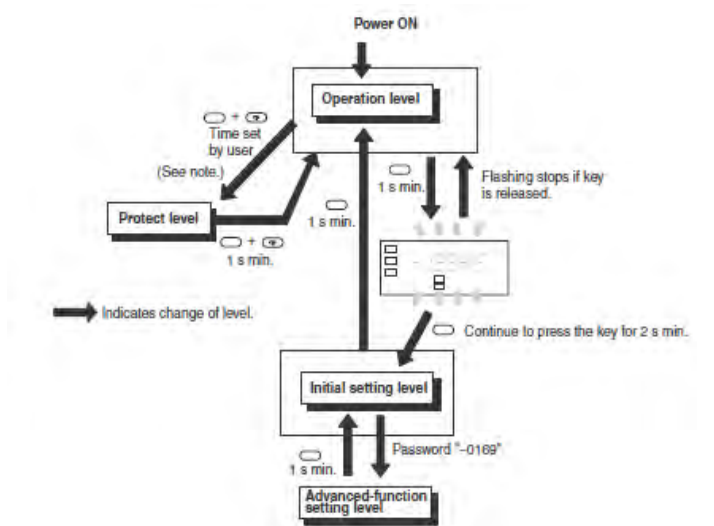 Power ON
Operation level
+
Time set
by user
(See note.)
1 s min.
Flashing stops if key
is released.
1 s min.
Protect level
+
1 s min.
Indicates change of level.
Continue to press the key for 2 s min.
Initial setting level
Password "-0169"
1 s min.
Advanced-function
setting level